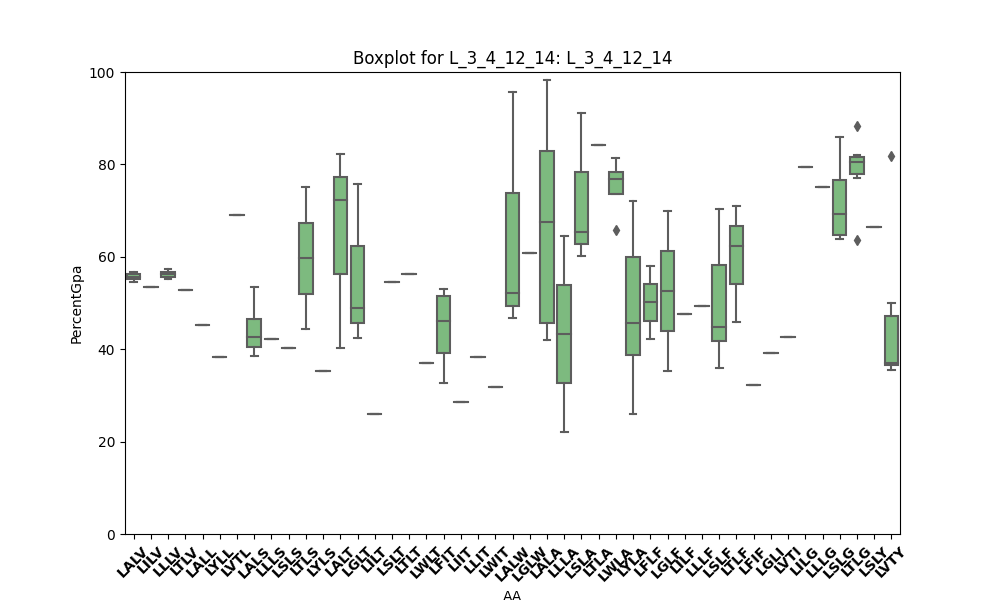 Boxplot for L_3_4_12_14: L_3_4_12_14
PercentGpa
100
80
60
40
20
0
LALV LILV LLLV LTLV LALL LYLL LVTL LALS LLLS LSLS LTLS LYLS LALT LGLT LILT LSLT LTLT LWLT LFIT LIIT LLIT LWIT LALW LGLW LALA LLLA LSLA LTLA LWLA LYLA LFLF LGLF LILF LLLF LSLF LTLF LFIF LGLI LVTI LILG LLLG LSLG LTLG LSLY LVTY
AA